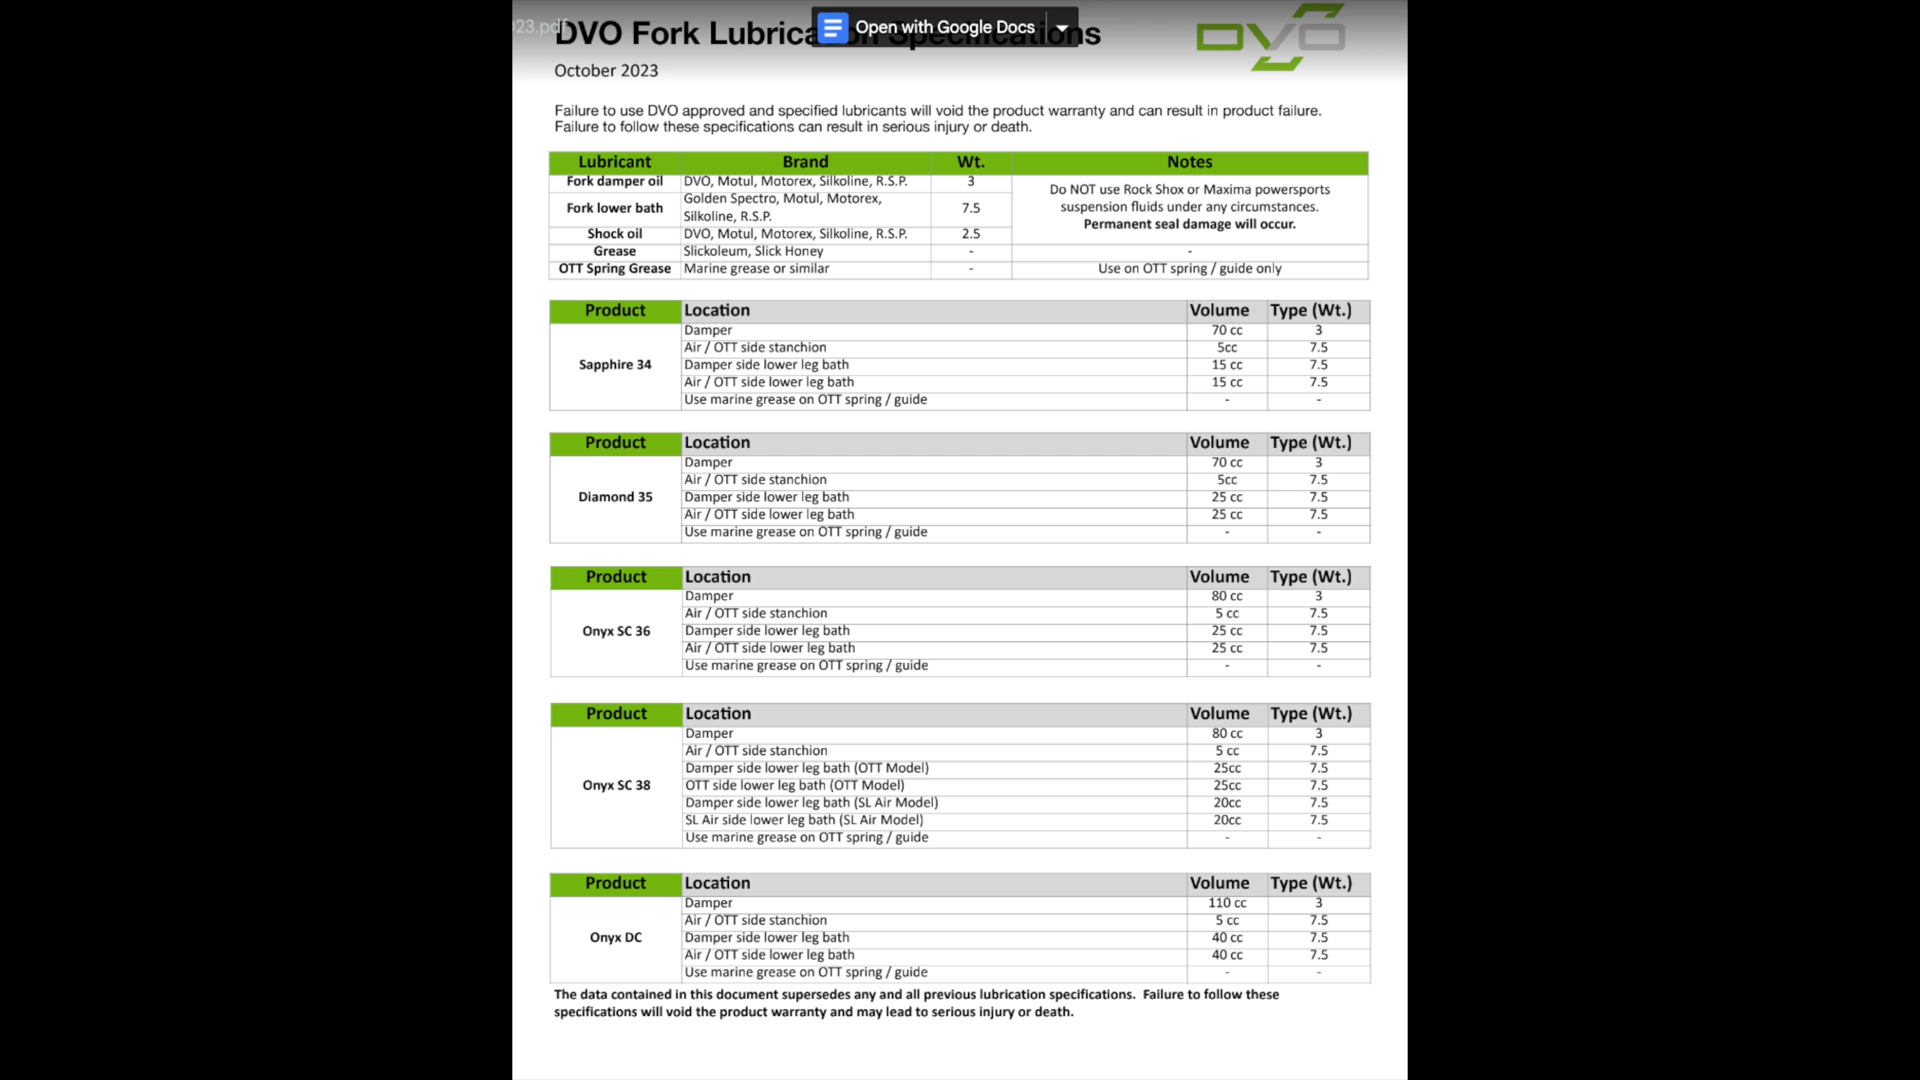 23.pdf
DVO Fork Lubrication Specifications
Open with Google Docs
DVO
October 2023
Failure to use DVO approved and specified lubricants will void the product warranty and can result in product failure.
Failure to follow these specifications can result in serious injury or death.
Lubricant Brand Wt. Notes
Fork damper oil DVO, Motul, Motorex, Silkoline, R.S.P. 3
Fork lower bath Golden Spectro, Motul, Motorex,
Silkoline, R.S.P. 7.5
Do NOT use Rock Shox or Maxima powersports
suspension fluids under any circumstances.
Permanent seal damage will occur.
Shock oil DVO, Motul, Motorex, Silkoline, R.S.P. 2.5
Grease Slickoleum, Slick Honey - -
OTT Spring Grease Marine grease or similar - Use on OTT spring / guide only
Product Location Volume Type (Wt.)
Sapphire 34
Damper 70 cc 3
Air / OTT side stanchion 5cc 7.5
Damper side lower leg bath 15 cc 7.5
Air / OTT side lower leg bath 15 cc 7.5
Use marine grease on OTT spring / guide - -
Product Location Volume Type (Wt.)
Diamond 35
Damper 70 cc 3
Air / OTT side stanchion 5cc 7.5
Damper side lower leg bath 25 cc 7.5
Air / OTT side lower leg bath 25 cc 7.5
Use marine grease on OTT spring / guide - -
Product Location Volume Type (Wt.)
Onyx SC 36
Damper 80 cc 3
Air / OTT side stanchion 5 cc 7.5
Damper side lower leg bath 25 cc 7.5
Air / OTT side lower leg bath 25 cc 7.5
Use marine grease on OTT spring / guide - -
Product Location Volume Type (Wt.)
Onyx SC 38
Damper 80 cc 3
Air / OTT side stanchion 5 cc 7.5
Damper side lower leg bath (OTT Model) 25cc 7.5
OTT side lower leg bath (OTT Model) 25cc 7.5
Damper side lower leg bath (SL Air Model) 20cc 7.5
SL Air side lower leg bath (SL Air Model) 20cc 7.5
Use marine grease on OTT spring / guide - -
Product Location Volume Type (Wt.)
Onyx DC
Damper 110 cc 3
Air / OTT side stanchion 5 cc 7.5
Damper side lower leg bath 40 cc 7.5
Air / OTT side lower leg bath 40 cc 7.5
Use marine grease on OTT spring / guide - -
The data contained in this document supersedes any and all previous lubrication specifications. Failure to follow these
specifications will void the product warranty and may lead to serious injury or death.